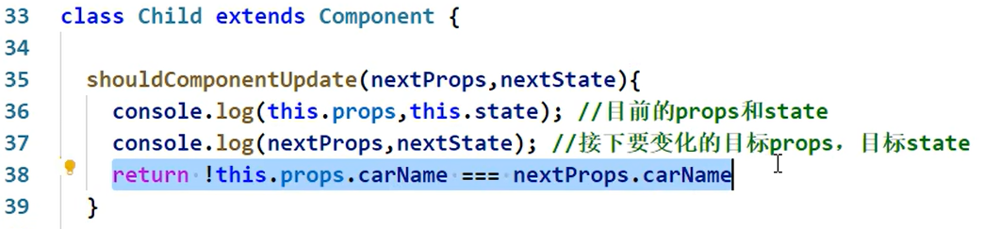 33 class Child extends Component {
34
35 shouldComponentUpdate(nextProps,nextState){
36 console.log(this.props,this.state); //目前的props和state
37 console.log(nextProps,nextState); //接下要变化的目标props，目标state
38 return !this.props.carName === nextProps.carName
39 }